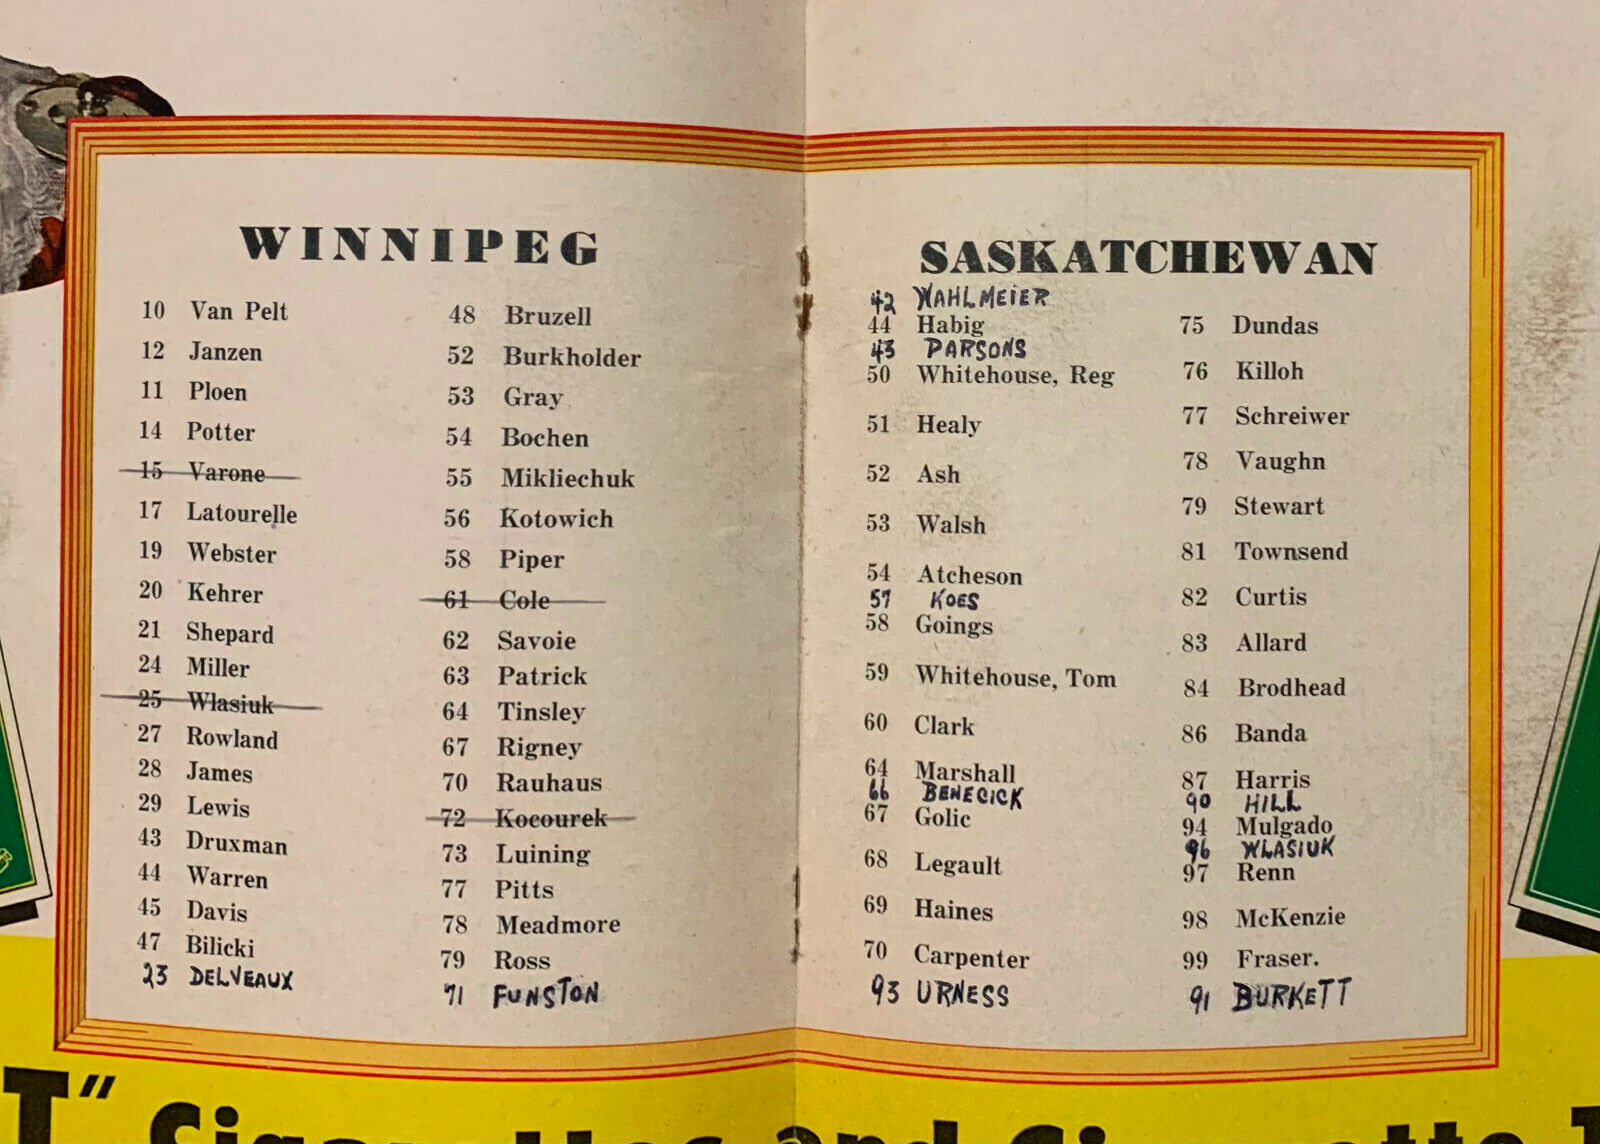 WINNIPEG
10 Van Pelt
12 Janzen
11 Ploen
14 Potter
15 Varone
17 Latourelle
19 Webster
20 Kehrer
21 Shepard
24 Miller
25 Wlasiuk
27 Rowland
28 James
29 Lewis
43 Druxman
44 Warren
45 Davis
47 Bilicki
23 DELVEAUX
48 Bruzell
52 Burkholder
53 Gray
54 Bochen
55 Mikliechuk
56 Kotowich
58 Piper
61 Cole
62 Savoie
63 Patrick
64 Tinsley
67 Rigney
70 Rauhaus
72 Kocourek
73 Luining
77 Pitts
78 Meadmore
79 Ross
71 FUNSTON
SASKATCHEWAN
42 WAHLMEIER
44 Habig
43 PARSONS
50 Whitehouse, Reg
51 Healy
52 Ash
53 Walsh
54 Atcheson
57 KOES
58 Goings
59 Whitehouse, Tom
60 Clark
64 Marshall
66 BENECICK
67 Golic
68 Legault
69 Haines
70 Carpenter
93 URNESS
75 Dundas
76 Killoh
77 Schreiwer
78 Vaughn
79 Stewart
81 Townsend
82 Curtis
83 Allard
84 Brodhead
86 Banda
87 Harris
90 HILL
94 Mulgado
96 WLASIUK
97 Renn
98 McKenzie
99 Fraser.
91 BURKETT
T" Cigarettes and Cigarette